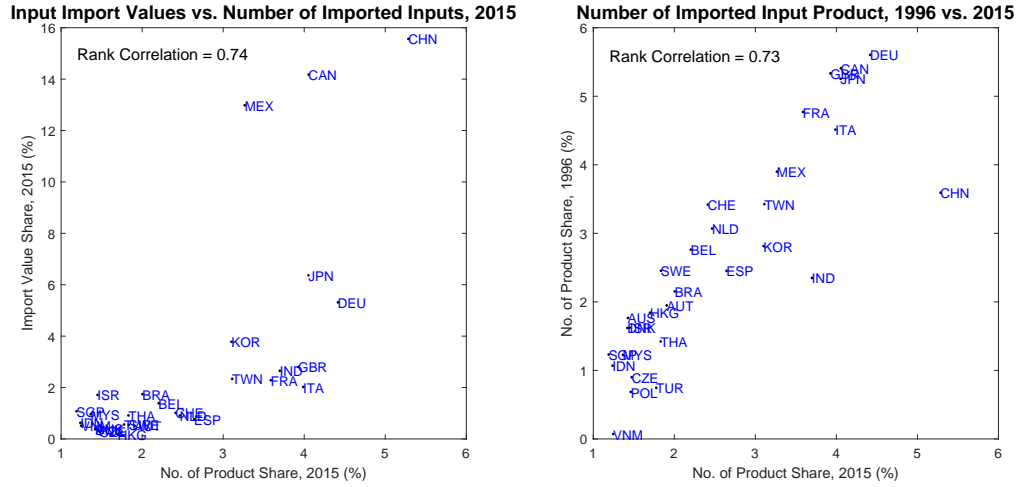 Input Import Values vs. Number of Imported Inputs, 2015
16
14
12
10
8
6
4
2
0
Import Value Share, 2015 (%)
Rank Correlation = 0.74
CHN
CAN
MEX
JPN
DEU
KOR
IND
GBR
TWN
FRA
ITA
ISR
BRA
BEL
SGP
MYS
THA
CHE
NLD
ESP
IDN
VNM
HKG
1
2
3
4
5
6
No. of Product Share, 2015 (%)
Number of Imported Input Product, 1996 vs. 2015
6
5
4
3
2
1
0
No. of Product Share, 1996 (%)
Rank Correlation = 0.73
DEU
CAN
GBR
JPN
FRA
ITA
MEX
CHN
CHE
TWN
NLD
KOR
BEL
SWE
ESP
IND
BRA
AUT
HKG
AUS
DNK
ISR
THA
SGP
MYS
IDN
CZE
TUR
POL
VNM
1
2
3
4
5
6
No. of Product Share, 2015 (%)